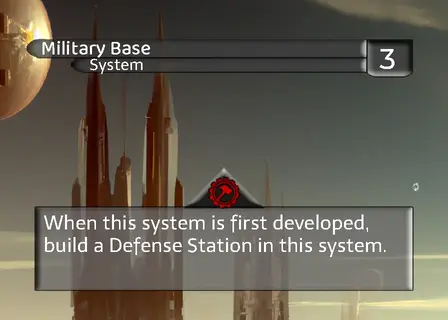 Military Base
System
3
When this system is first developed,
build a Defense Station in this system.